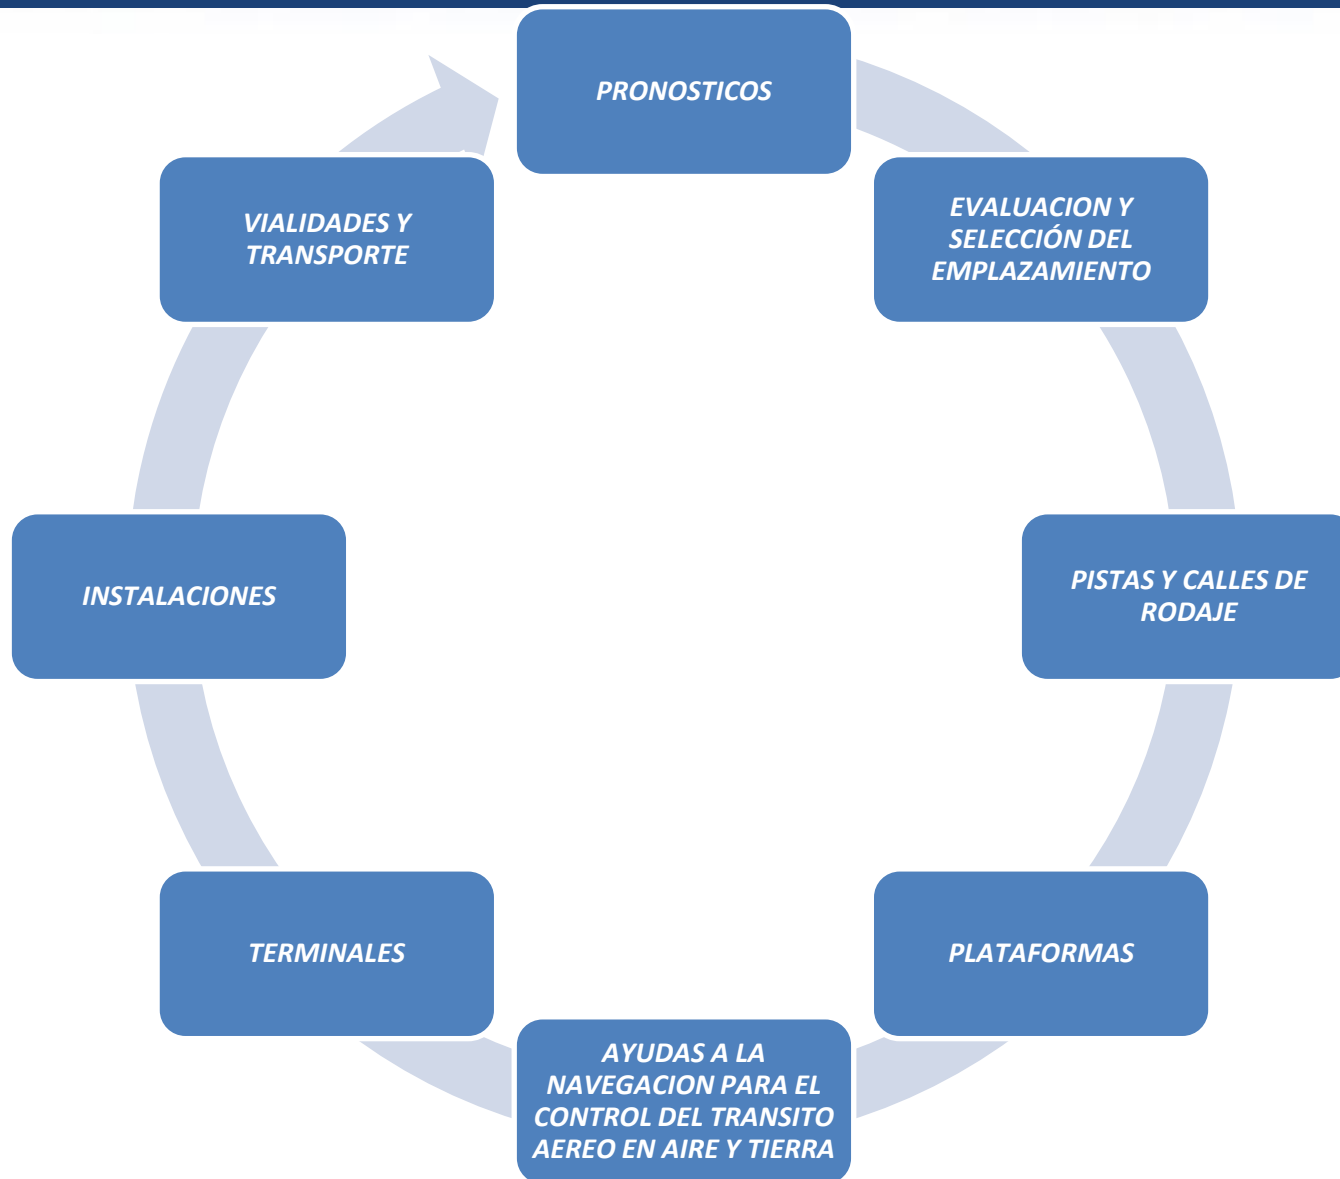 PRONOSTICOS
EVALUACION Y
SELECCIÓN DEL
EMPLAZAMIENTO
PISTAS Y CALLES DE
RODAJE
PLATAFORMAS
AYUDAS A LA
NAVEGACION PARA EL
CONTROL DEL TRANSITO
AEREO EN AIRE Y TIERRA
TERMINALES
INSTALACIONES
VIALIDADES Y
TRANSPORTE